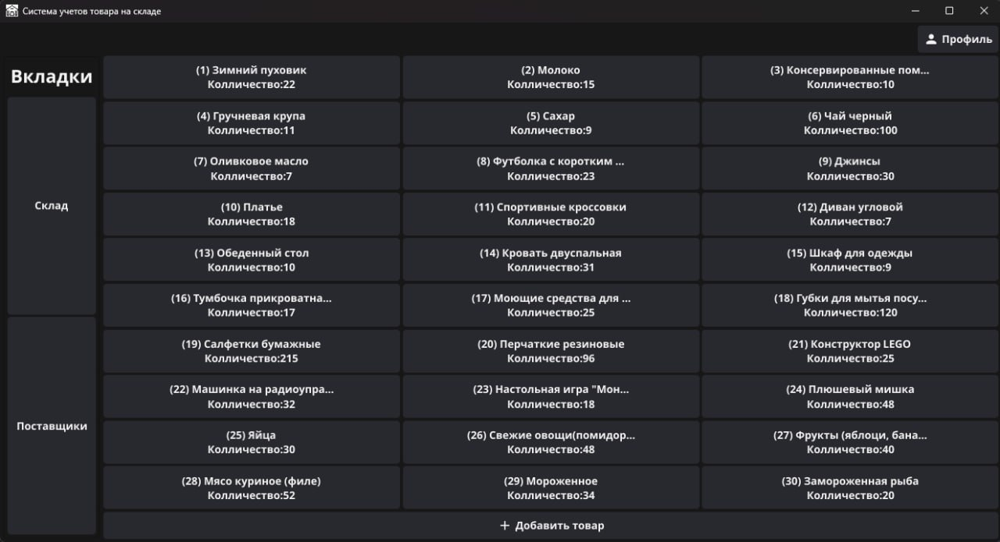 Система учетов товара на складе
Профиль
Вкладки
Склад
Поставщики
(1) Зимний пуховик
Колличество:22
(2) Молоко
Колличество:15
(3) Консервированные пом...
Колличество:10
(4) Гручневая крупа
Колличество:11
(5) Сахар
Колличество:9
(6) Чай черный
Колличество:100
(7) Оливковое масло
Колличество:7
(8) Футболка с коротким ...
Колличество:23
(9) Джинсы
Колличество:30
(10) Платье
Колличество:18
(11) Спортивные кроссовки
Колличество:20
(12) Диван угловой
Колличество:7
(13) Обеденный стол
Колличество:10
(14) Кровать двуспальная
Колличество:31
(15) Шкаф для одежды
Колличество:9
(16) Тумбочка прикроватна...
Колличество:17
(17) Моющие средства для ...
Колличество:25
(18) Губки для мытья посу...
Колличество:120
(19) Салфетки бумажные
Колличество:215
(20) Перчаткие резиновые
Колличество:96
(21) Конструктор LEGO
Колличество:25
(22) Машинка на радиоупра...
Колличество:32
(23) Настольная игра "Мон...
Колличество:18
(24) Плюшевый мишка
Колличество:48
(25) Яйца
Колличество:30
(26) Свежие овощи(помидор...
Колличество:48
(27) Фрукты (яблоци, бана...
Колличество:40
(28) Мясо куриное (филе)
Колличество:52
(29) Мороженное
Колличество:34
(30) Замороженная рыба
Колличество:20
+ Добавить товар